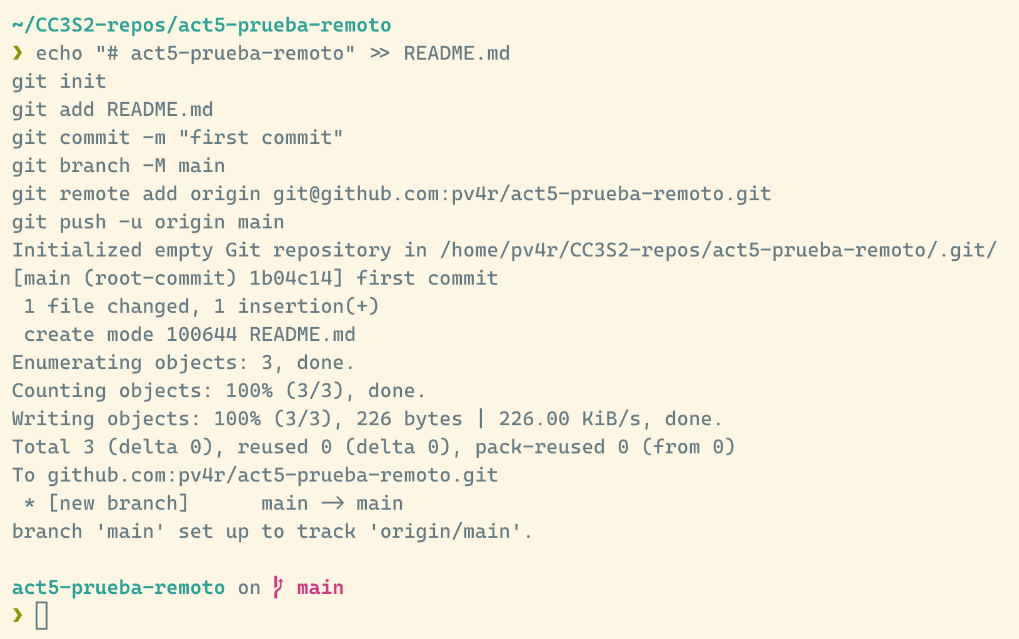 ~/CC3S2-repos/act5-prueba-remoto
❯ echo "# act5-prueba-remoto" >> README.md
git init
git add README.md
git commit -m "first commit"
git branch -M main
git remote add origin git@github.com:pv4r/act5-prueba-remoto.git
git push -u origin main
Initialized empty Git repository in /home/pv4r/CC3S2-repos/act5-prueba-remoto/.git/
[main (root-commit) 1b04c14] first commit
 1 file changed, 1 insertion(+)
 create mode 100644 README.md
Enumerating objects: 3, done.
Counting objects: 100% (3/3), done.
Writing objects: 100% (3/3), 226 bytes | 226.00 KiB/s, done.
Total 3 (delta 0), reused 0 (delta 0), pack-reused 0 (from 0)
To github.com:pv4r/act5-prueba-remoto.git
 * [new branch]      main -> main
branch 'main' set up to track 'origin/main'.
act5-prueba-remoto on main
❯